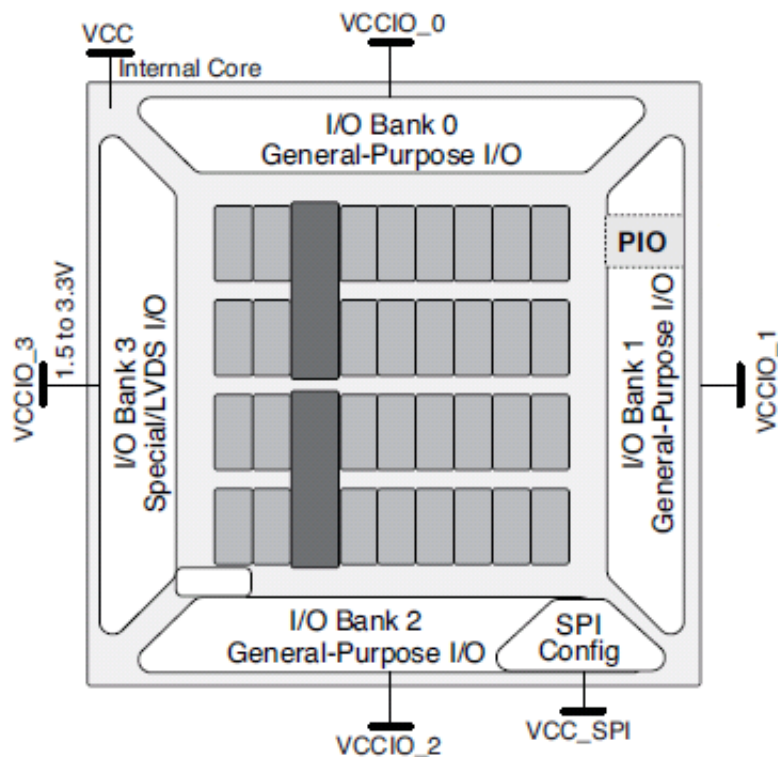 VCC
VCCIO_0
Internal Core
I/O Bank 0
General-Purpose I/O
PIO
VCCIO_3
1.5 to 3.3V
I/O Bank 3
Special/LVDS I/O
I/O Bank 1
General-Purpose I/O
VCCIO_1
I/O Bank 2
General-Purpose I/O
SPI
Config
VCCIO_2
VCC_SPI